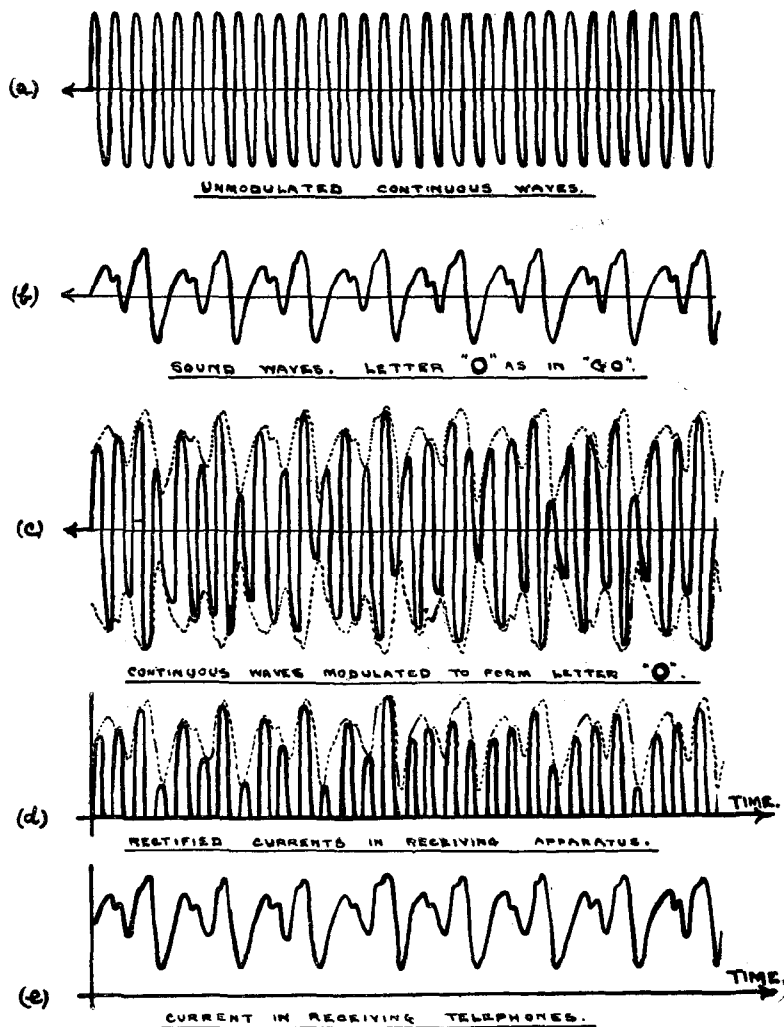 (a)
UNMODULATED CONTINUOUS WAVES.
(b)
SOUND WAVES. LETTER "O" AS IN "GO".
(c)
CONTINUOUS WAVES MODULATED TO FORM LETTER "O".
TIME.
(d)
RECTIFIED CURRENTS IN RECEIVING APPARATUS.
TIME.
(e)
CURRENT IN RECEIVING TELEPHONES.